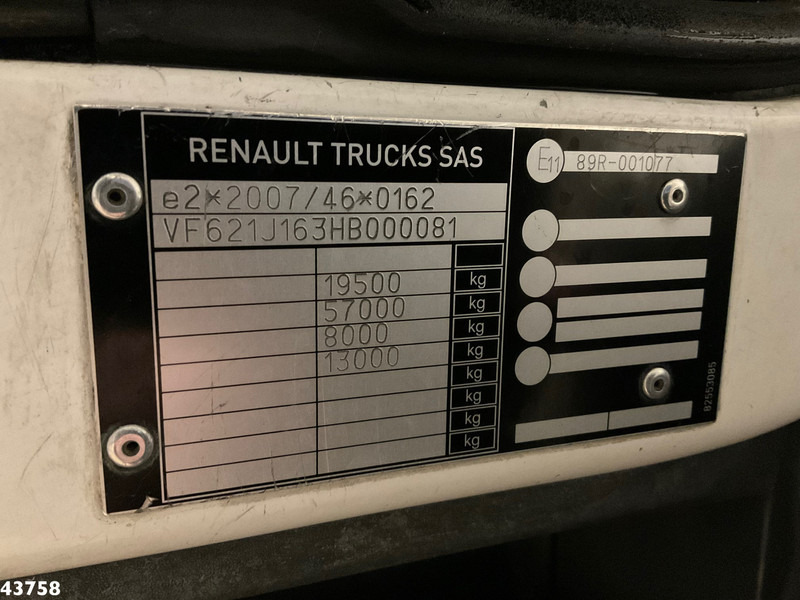 RENAULT TRUCKS SAS
e2*2007/46*0162
VF621J163HB000081
19500 kg
57000 kg
8000 kg
13000 kg
kg
kg
kg
kg
E11 89R-001077
82553085
43758